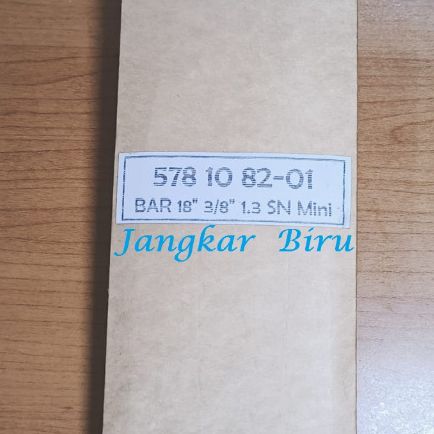 578 10 82-01
BAR 18" 3/8" 1.3 SN Mini
Jangkar Biru